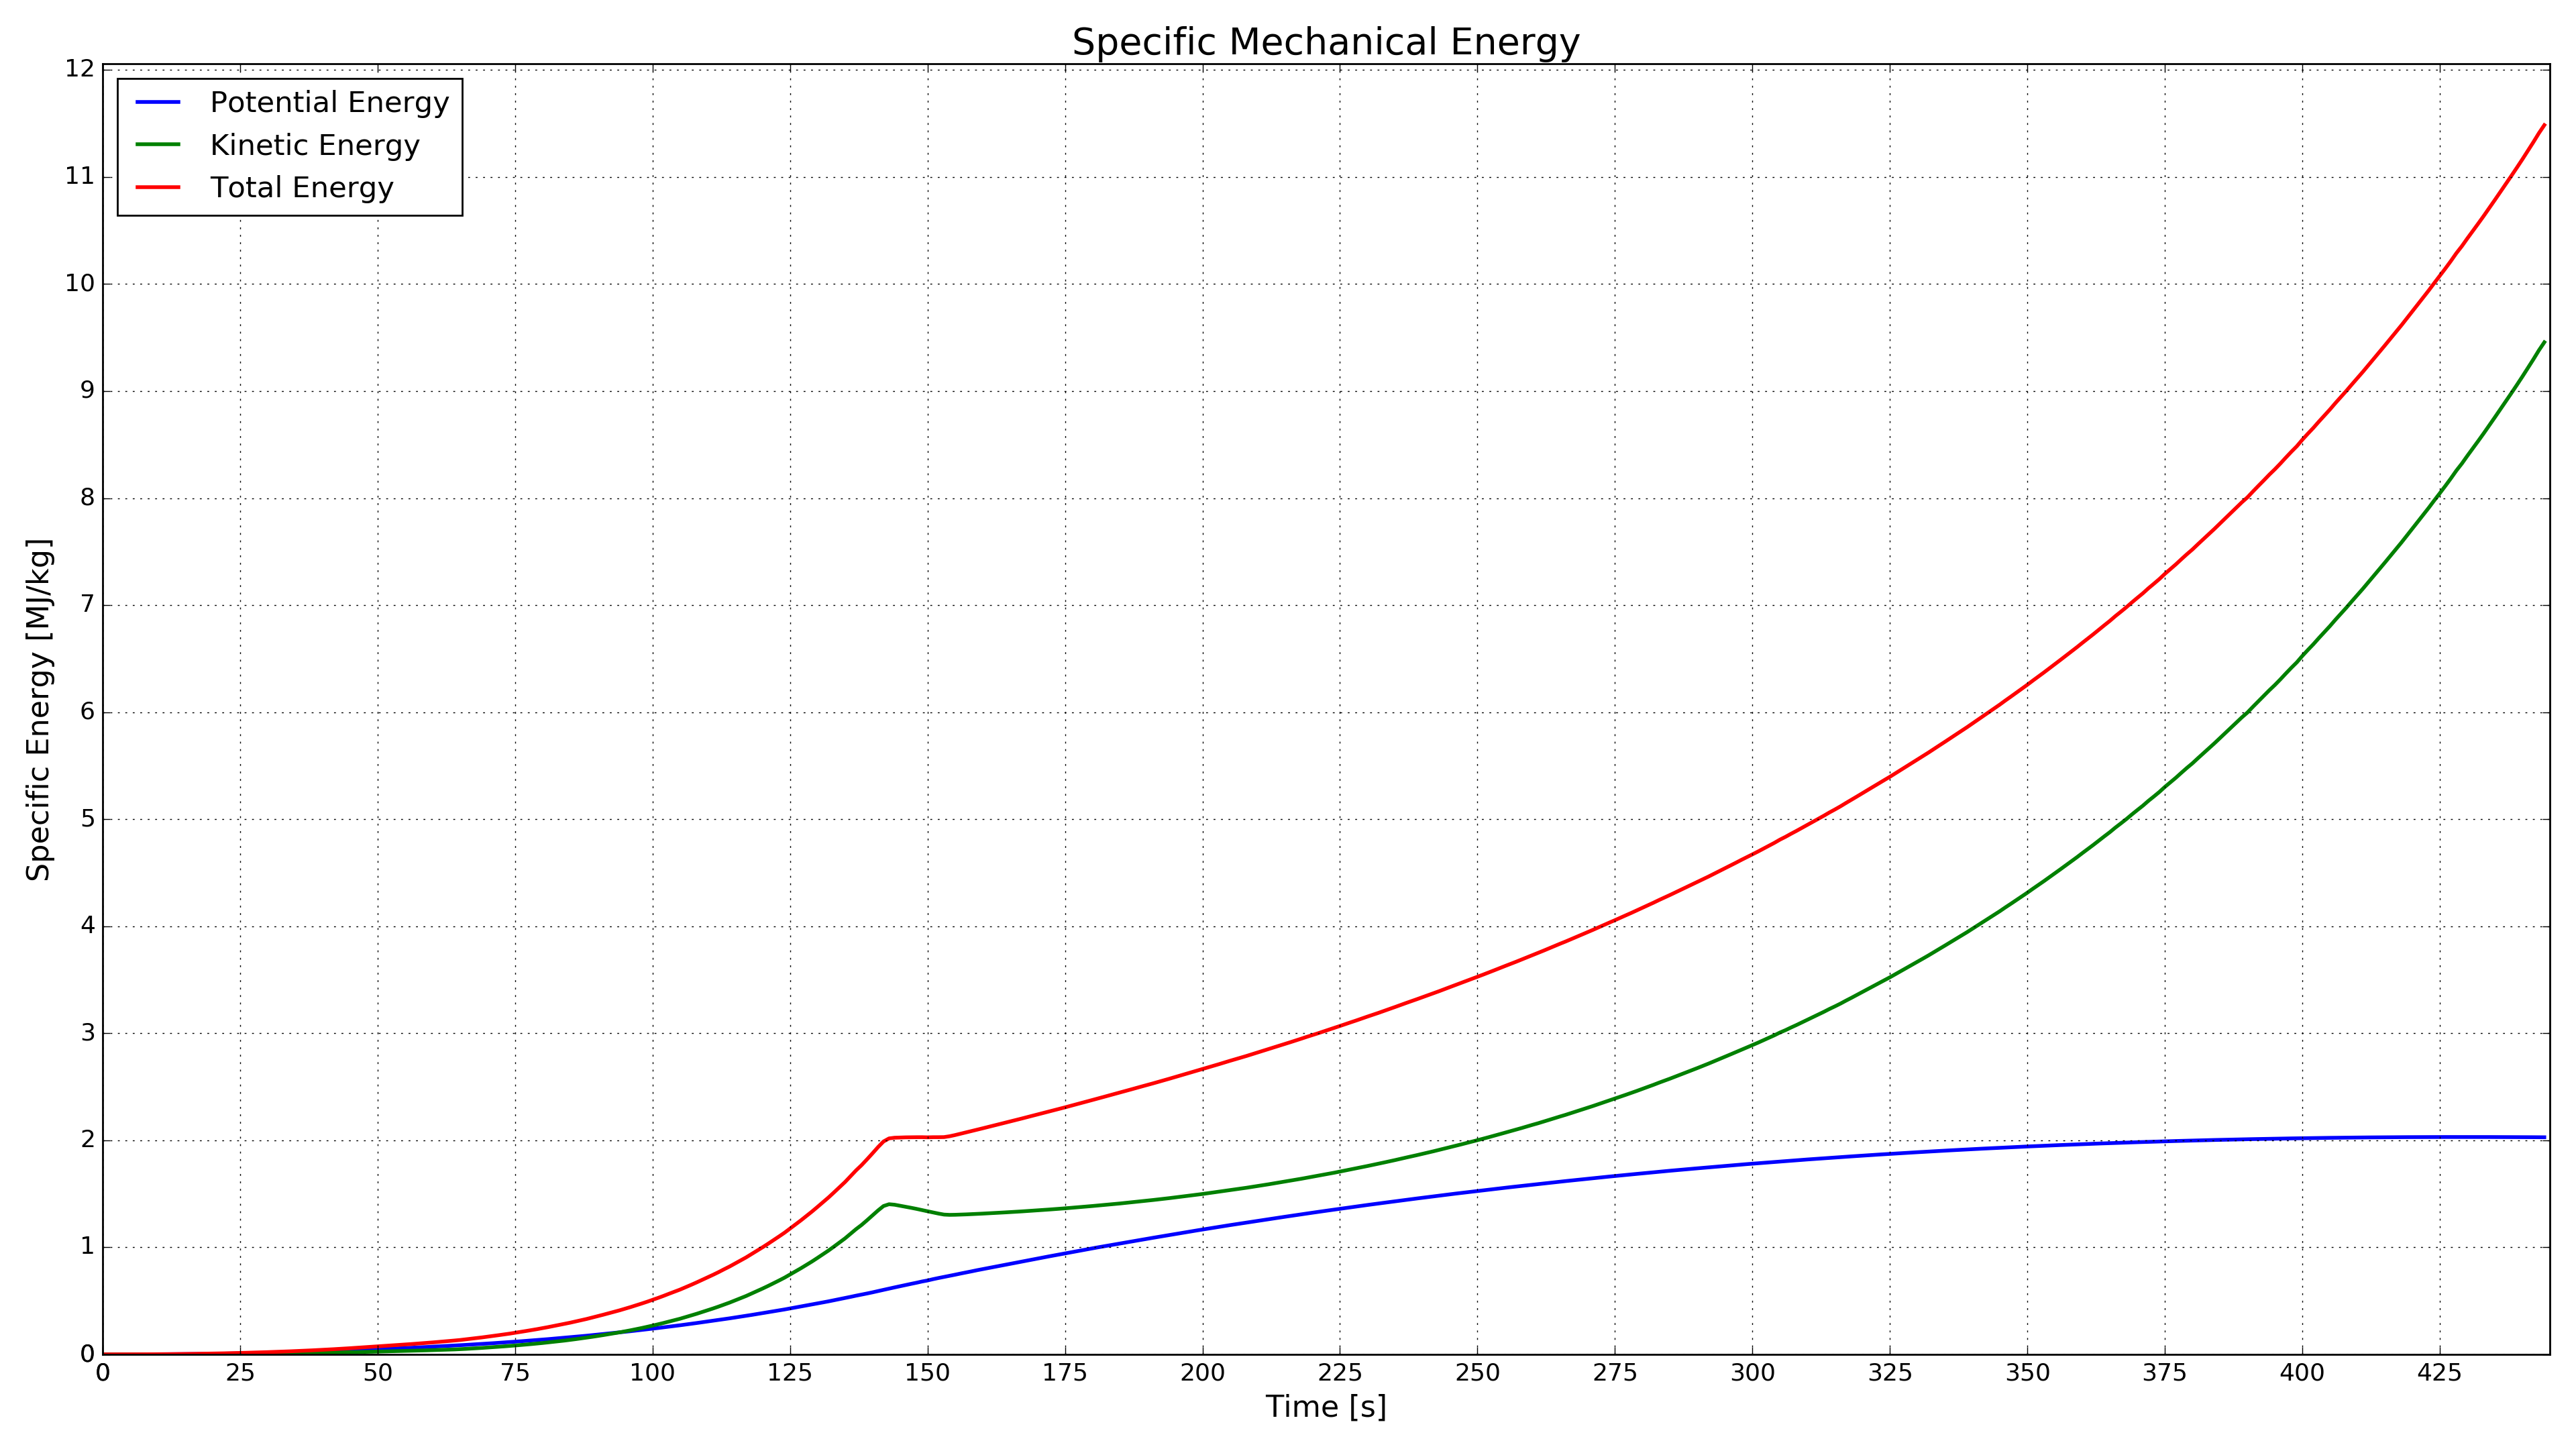 Specific Mechanical Energy
Potential Energy
Kinetic Energy
Total Energy
12
11
10
9
8
7
6
5
4
3
2
1
0
Specific Energy [MJ/kg]
0 25 50 75 100 125 150 175 200 225 250 275 300 325 350 375 400 425
Time [s]